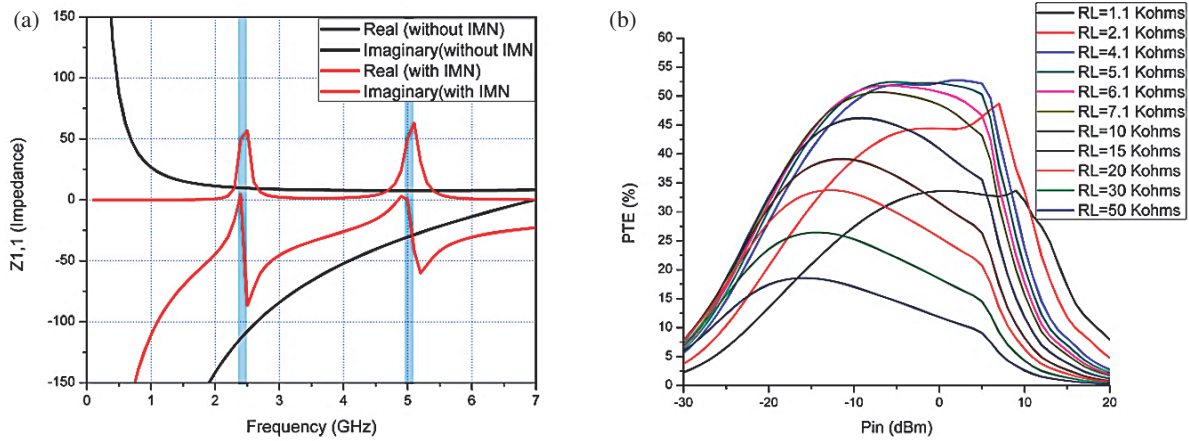 (a)
150
100
50
0
-50
-100
-150
Z1,1 (Impedance)
0
1
2
3
4
5
6
7
Frequency (GHz)
Real (without IMN)
Imaginary(without IMN
Real (with IMN)
Imaginary(with IMN
(b)
60
55
50
45
40
35
30
25
20
15
10
5
0
PTE (%)
-30
-20
-10
0
10
20
Pin (dBm)
RL=1.1 Kohms
RL=2.1 Kohms
RL=4.1 Kohms
RL=5.1 Kohms
RL=6.1 Kohms
RL=7.1 Kohms
RL=10 Kohms
RL=15 Kohms
RL=20 Kohms
RL=30 Kohms
RL=50 Kohms